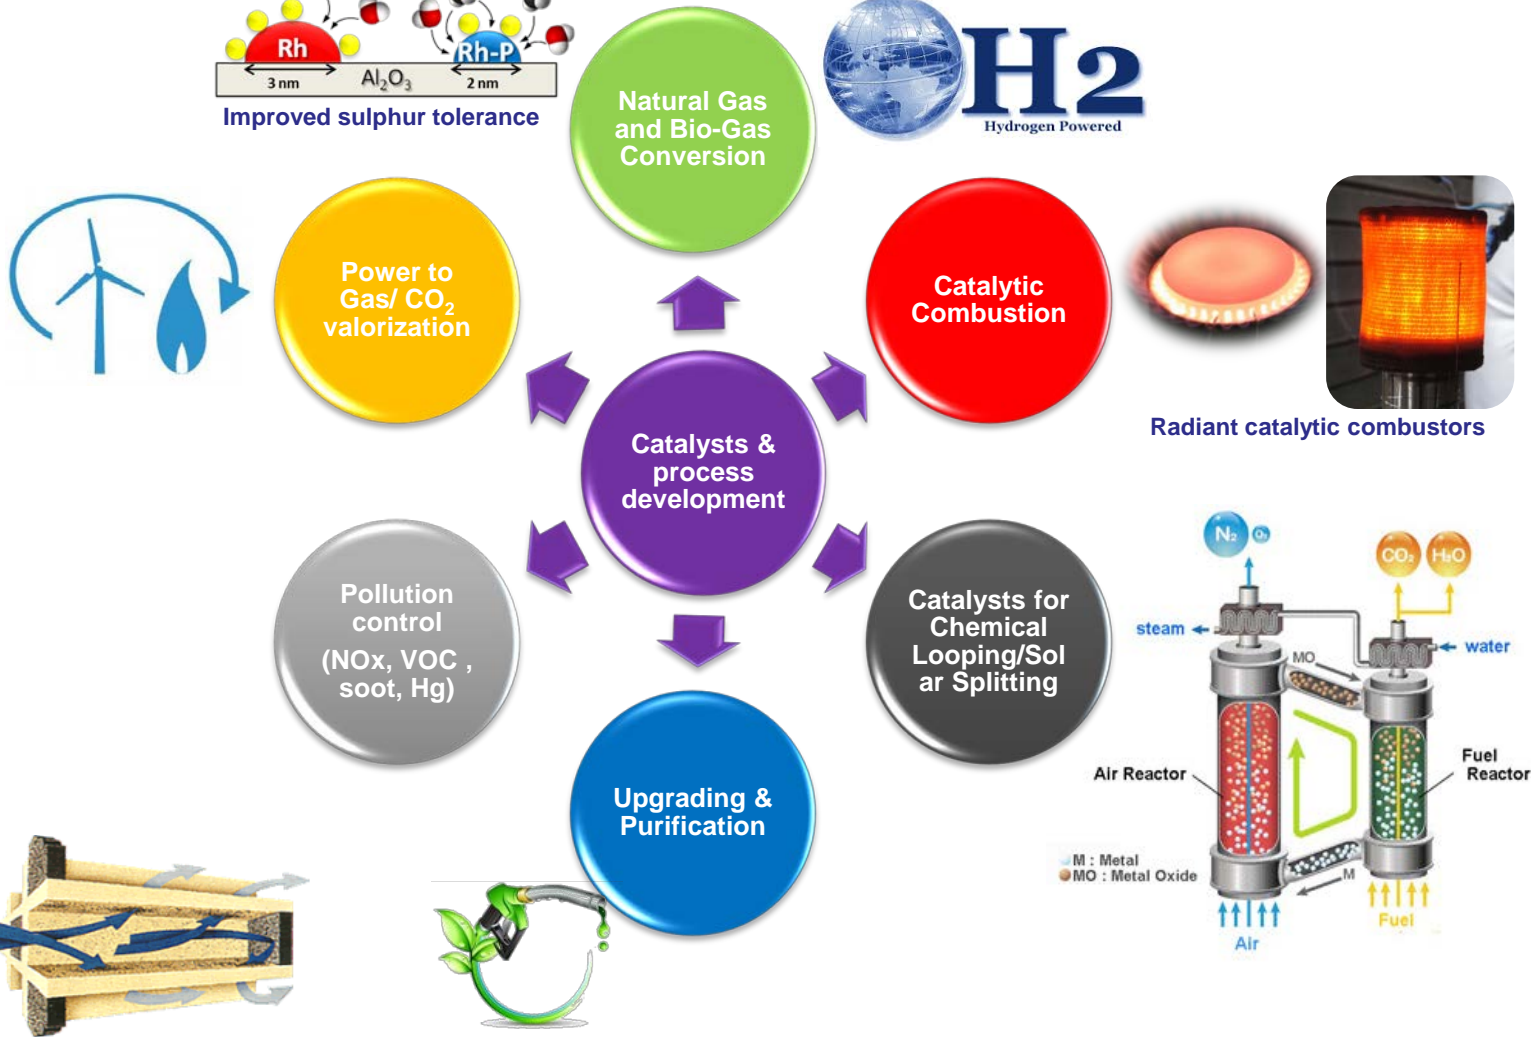 Rh
Rh-P
3 nm
Al₂O₃
2 nm
Improved sulphur tolerance
Natural Gas
and Bio-Gas
Conversion
H2
Hydrogen Powered
Power to
Gas/ CO₂
valorization
Catalytic
Combustion
Radiant catalytic combustors
Catalysts &
process
development
Pollution
control
(NOx, VOC ,
soot, Hg)
Catalysts for
Chemical
Looping/Sol
ar Splitting
Upgrading &
Purification
N₂
O₂
CO₂
H₂O
steam
water
MO
Air Reactor
Fuel
Reactor
M : Metal
MO : Metal Oxide
M
Air
Fuel